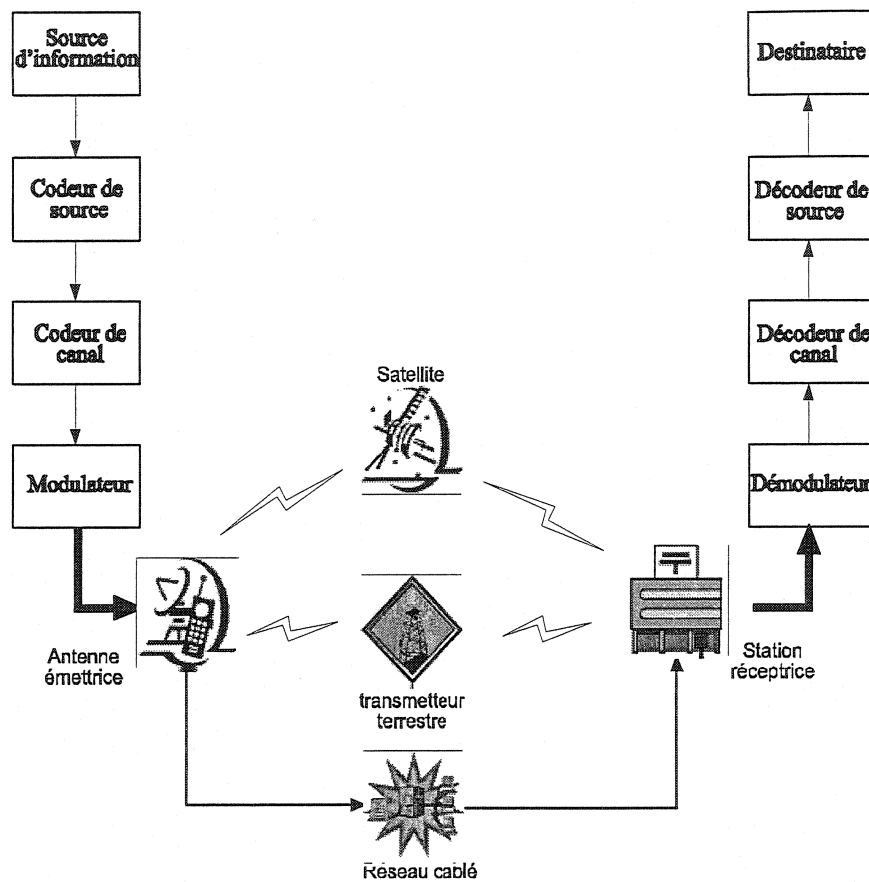 Source
d'information
Destinataire
Codeur de
source
Décodeur de
source
Codeur de
canal
Décodeur de
canal
Satellite
Modulateur
Démodulateur
Antenne
émettrice
Station
réceptrice
transmetteur
terrestre
Réseau cablé